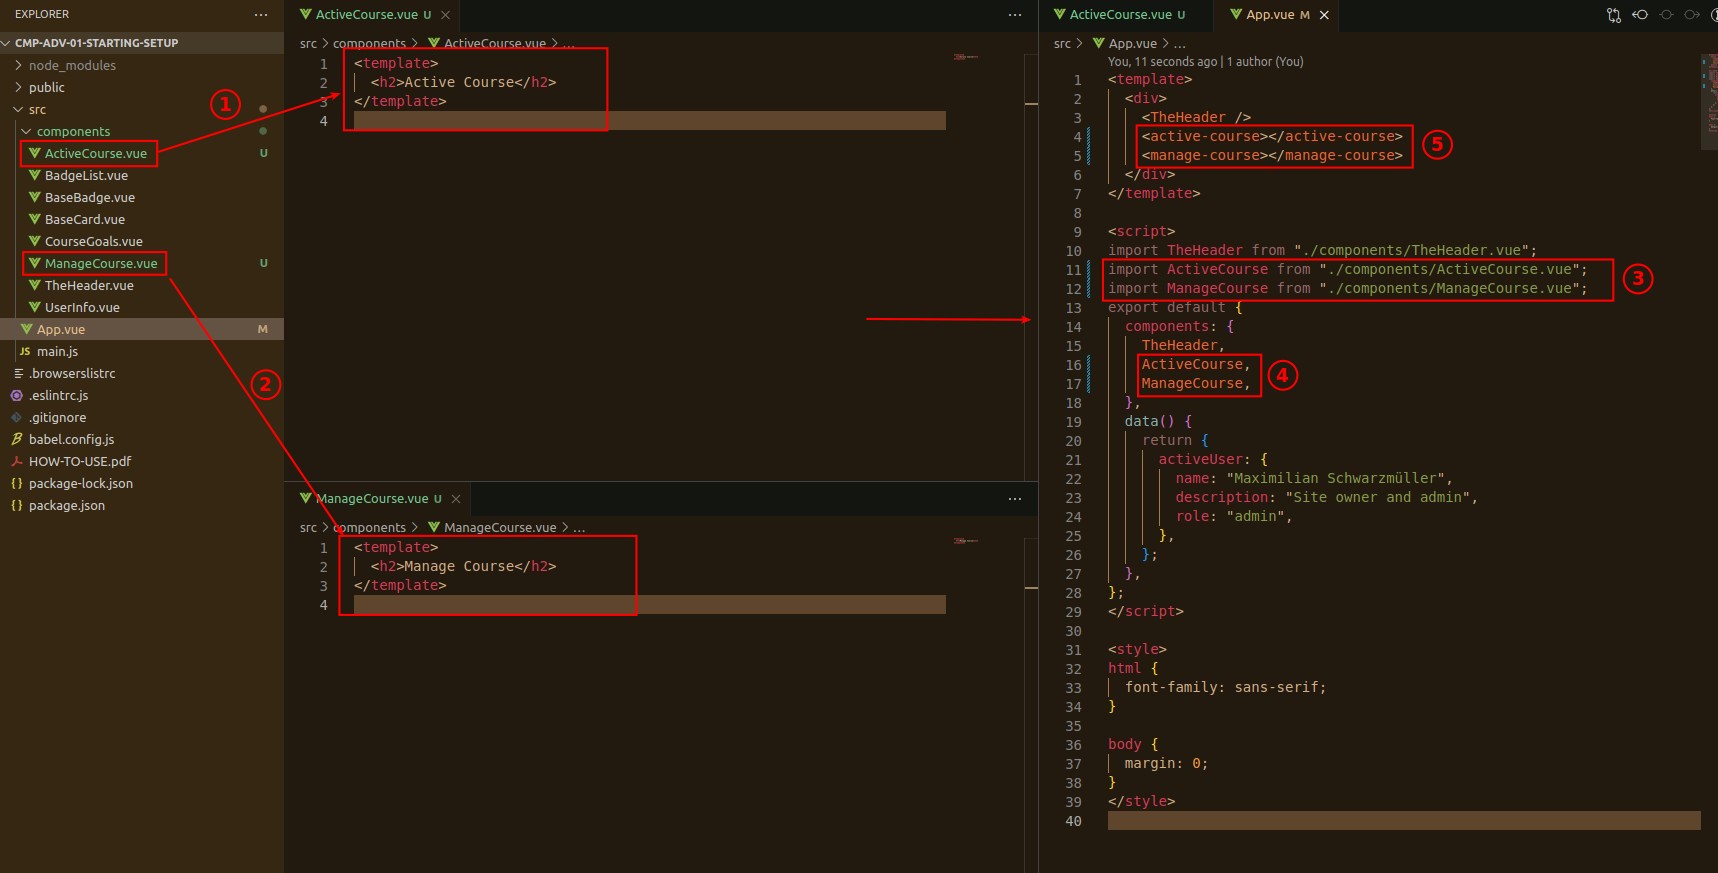 EXPLORER
CMP-ADV-01-STARTING-SETUP
node_modules
public
src
components
ActiveCourse.vue U
BadgeList.vue
BaseBadge.vue
BaseCard.vue
CourseGoals.vue
ManageCourse.vue U
TheHeader.vue
UserInfo.vue
App.vue M
JS main.js
.browserslistrc
.eslintrc.js
.gitignore
babel.config.js
HOW-TO-USE.pdf
{} package-lock.json
{} package.json
1
2
ActiveCourse.vue U
src > components > ActiveCourse.vue > ...
1 <template>
2 <h2>Active Course</h2>
3 </template>
4
ManageCourse.vue U
src > components > ManageCourse.vue > ...
1 <template>
2 <h2>Manage Course</h2>
3 </template>
4
ActiveCourse.vue U
App.vue M
src > App.vue > ...
You, 11 seconds ago | 1 author (You)
1 <template>
2 <div>
3 <TheHeader />
4 <active-course></active-course>
5 <manage-course></manage-course>
5
6 </div>
7 </template>
8
9 <script>
10 import TheHeader from "./components/TheHeader.vue";
11 import ActiveCourse from "./components/ActiveCourse.vue";
12 import ManageCourse from "./components/ManageCourse.vue";
3
13 export default {
14 components: {
15 TheHeader,
16 ActiveCourse,
17 ManageCourse,
4
18 },
19 data() {
20 return {
21 activeUser: {
22 name: "Maximilian Schwarzmüller",
23 description: "Site owner and admin",
24 role: "admin",
25 },
26 };
27 },
28 };
29 </script>
30
31 <style>
32 html {
33 font-family: sans-serif;
34 }
35
36 body {
37 margin: 0;
38 }
39 </style>
40